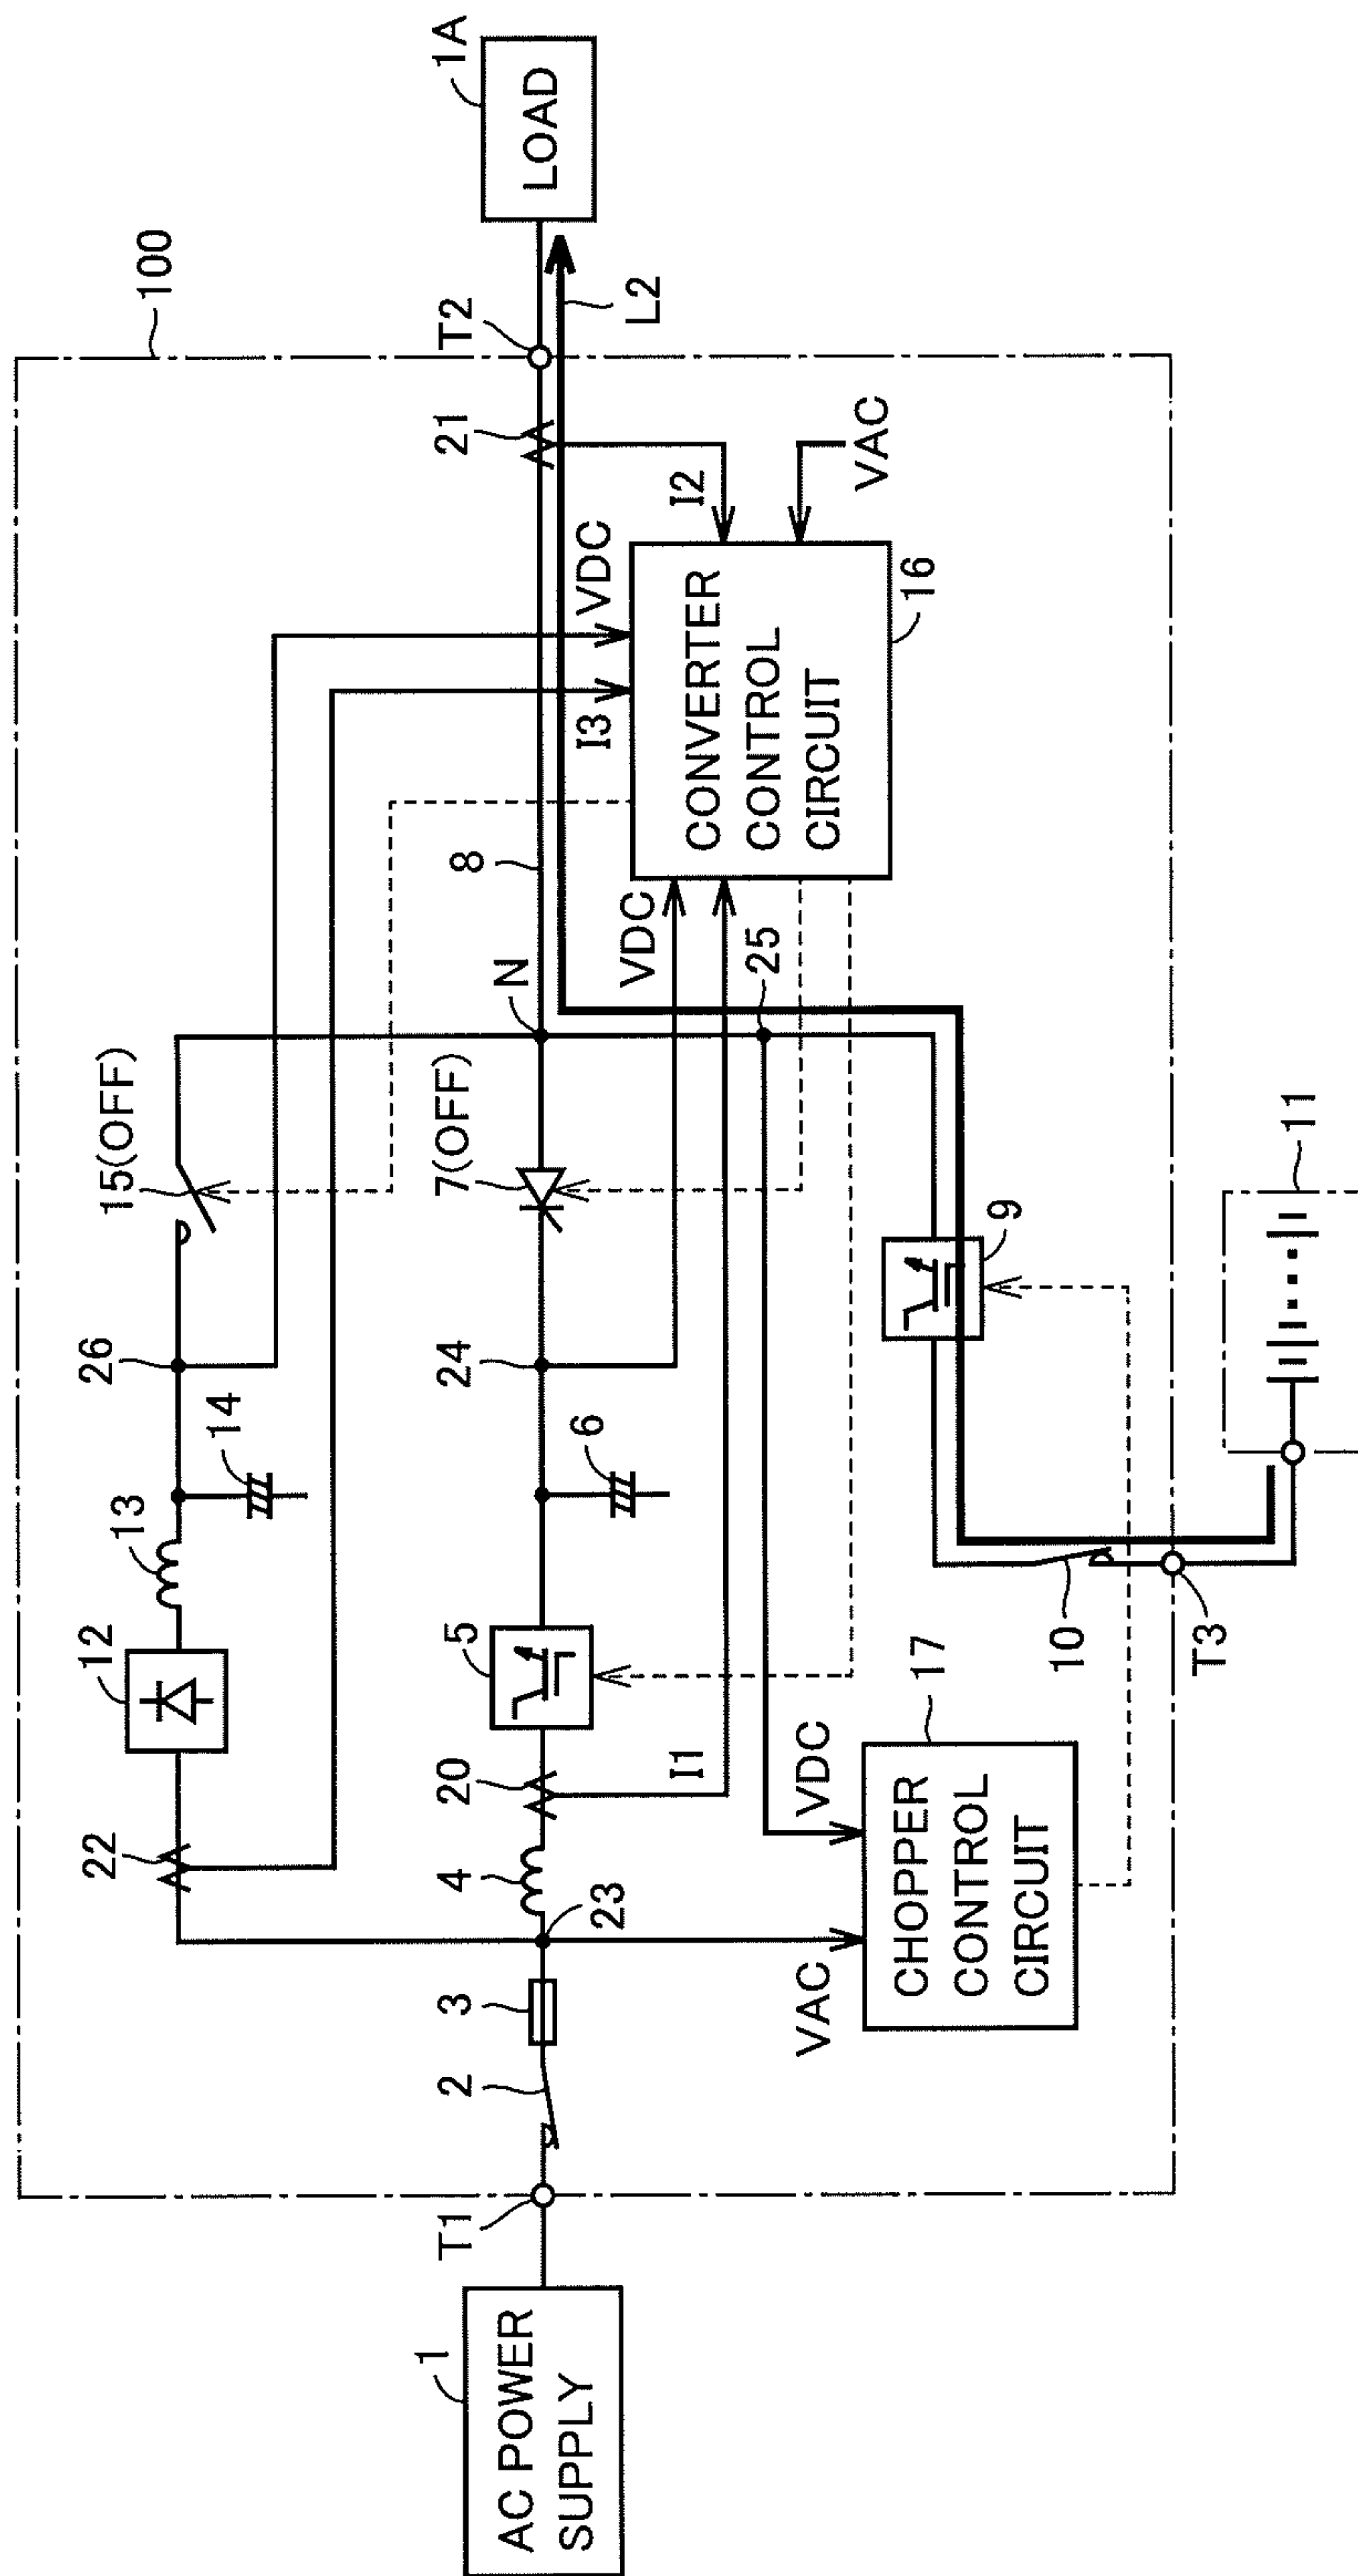 100
15(OFF)
26
14
13
12
22
I3
VDC
8
N
7(OFF)
24
6
5
20
4
23
3
2
T1
1
AC POWER
SUPPLY
21
T2
1A
LOAD
L2
I2
VAC
CONVERTER
CONTROL
CIRCUIT
16
VDC
25
I1
VDC
VAC
17
CHOPPER
CONTROL
CIRCUIT
9
10
T3
11